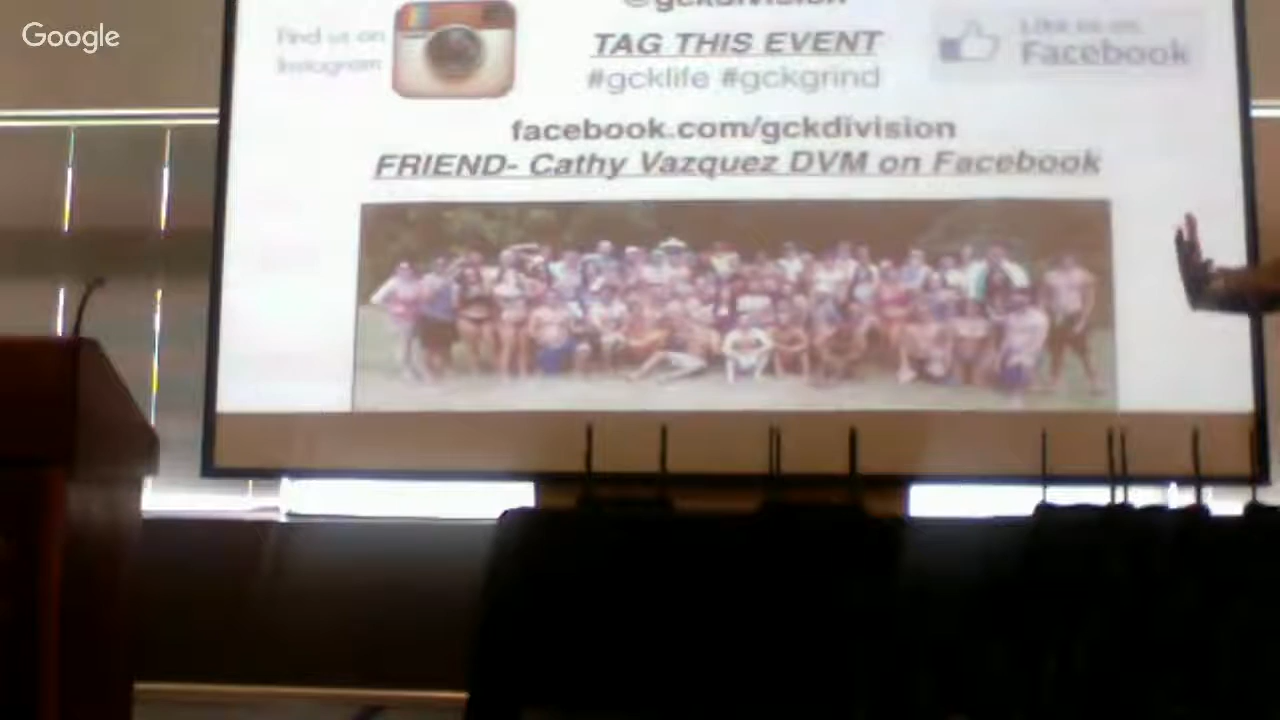 Google
@gckdivision
Find us on
Instagram
TAG THIS EVENT
#gcklife #gckgrind
Like us on
Facebook
facebook.com/gckdivision
FRIEND- Cathy Vazquez DVM on Facebook